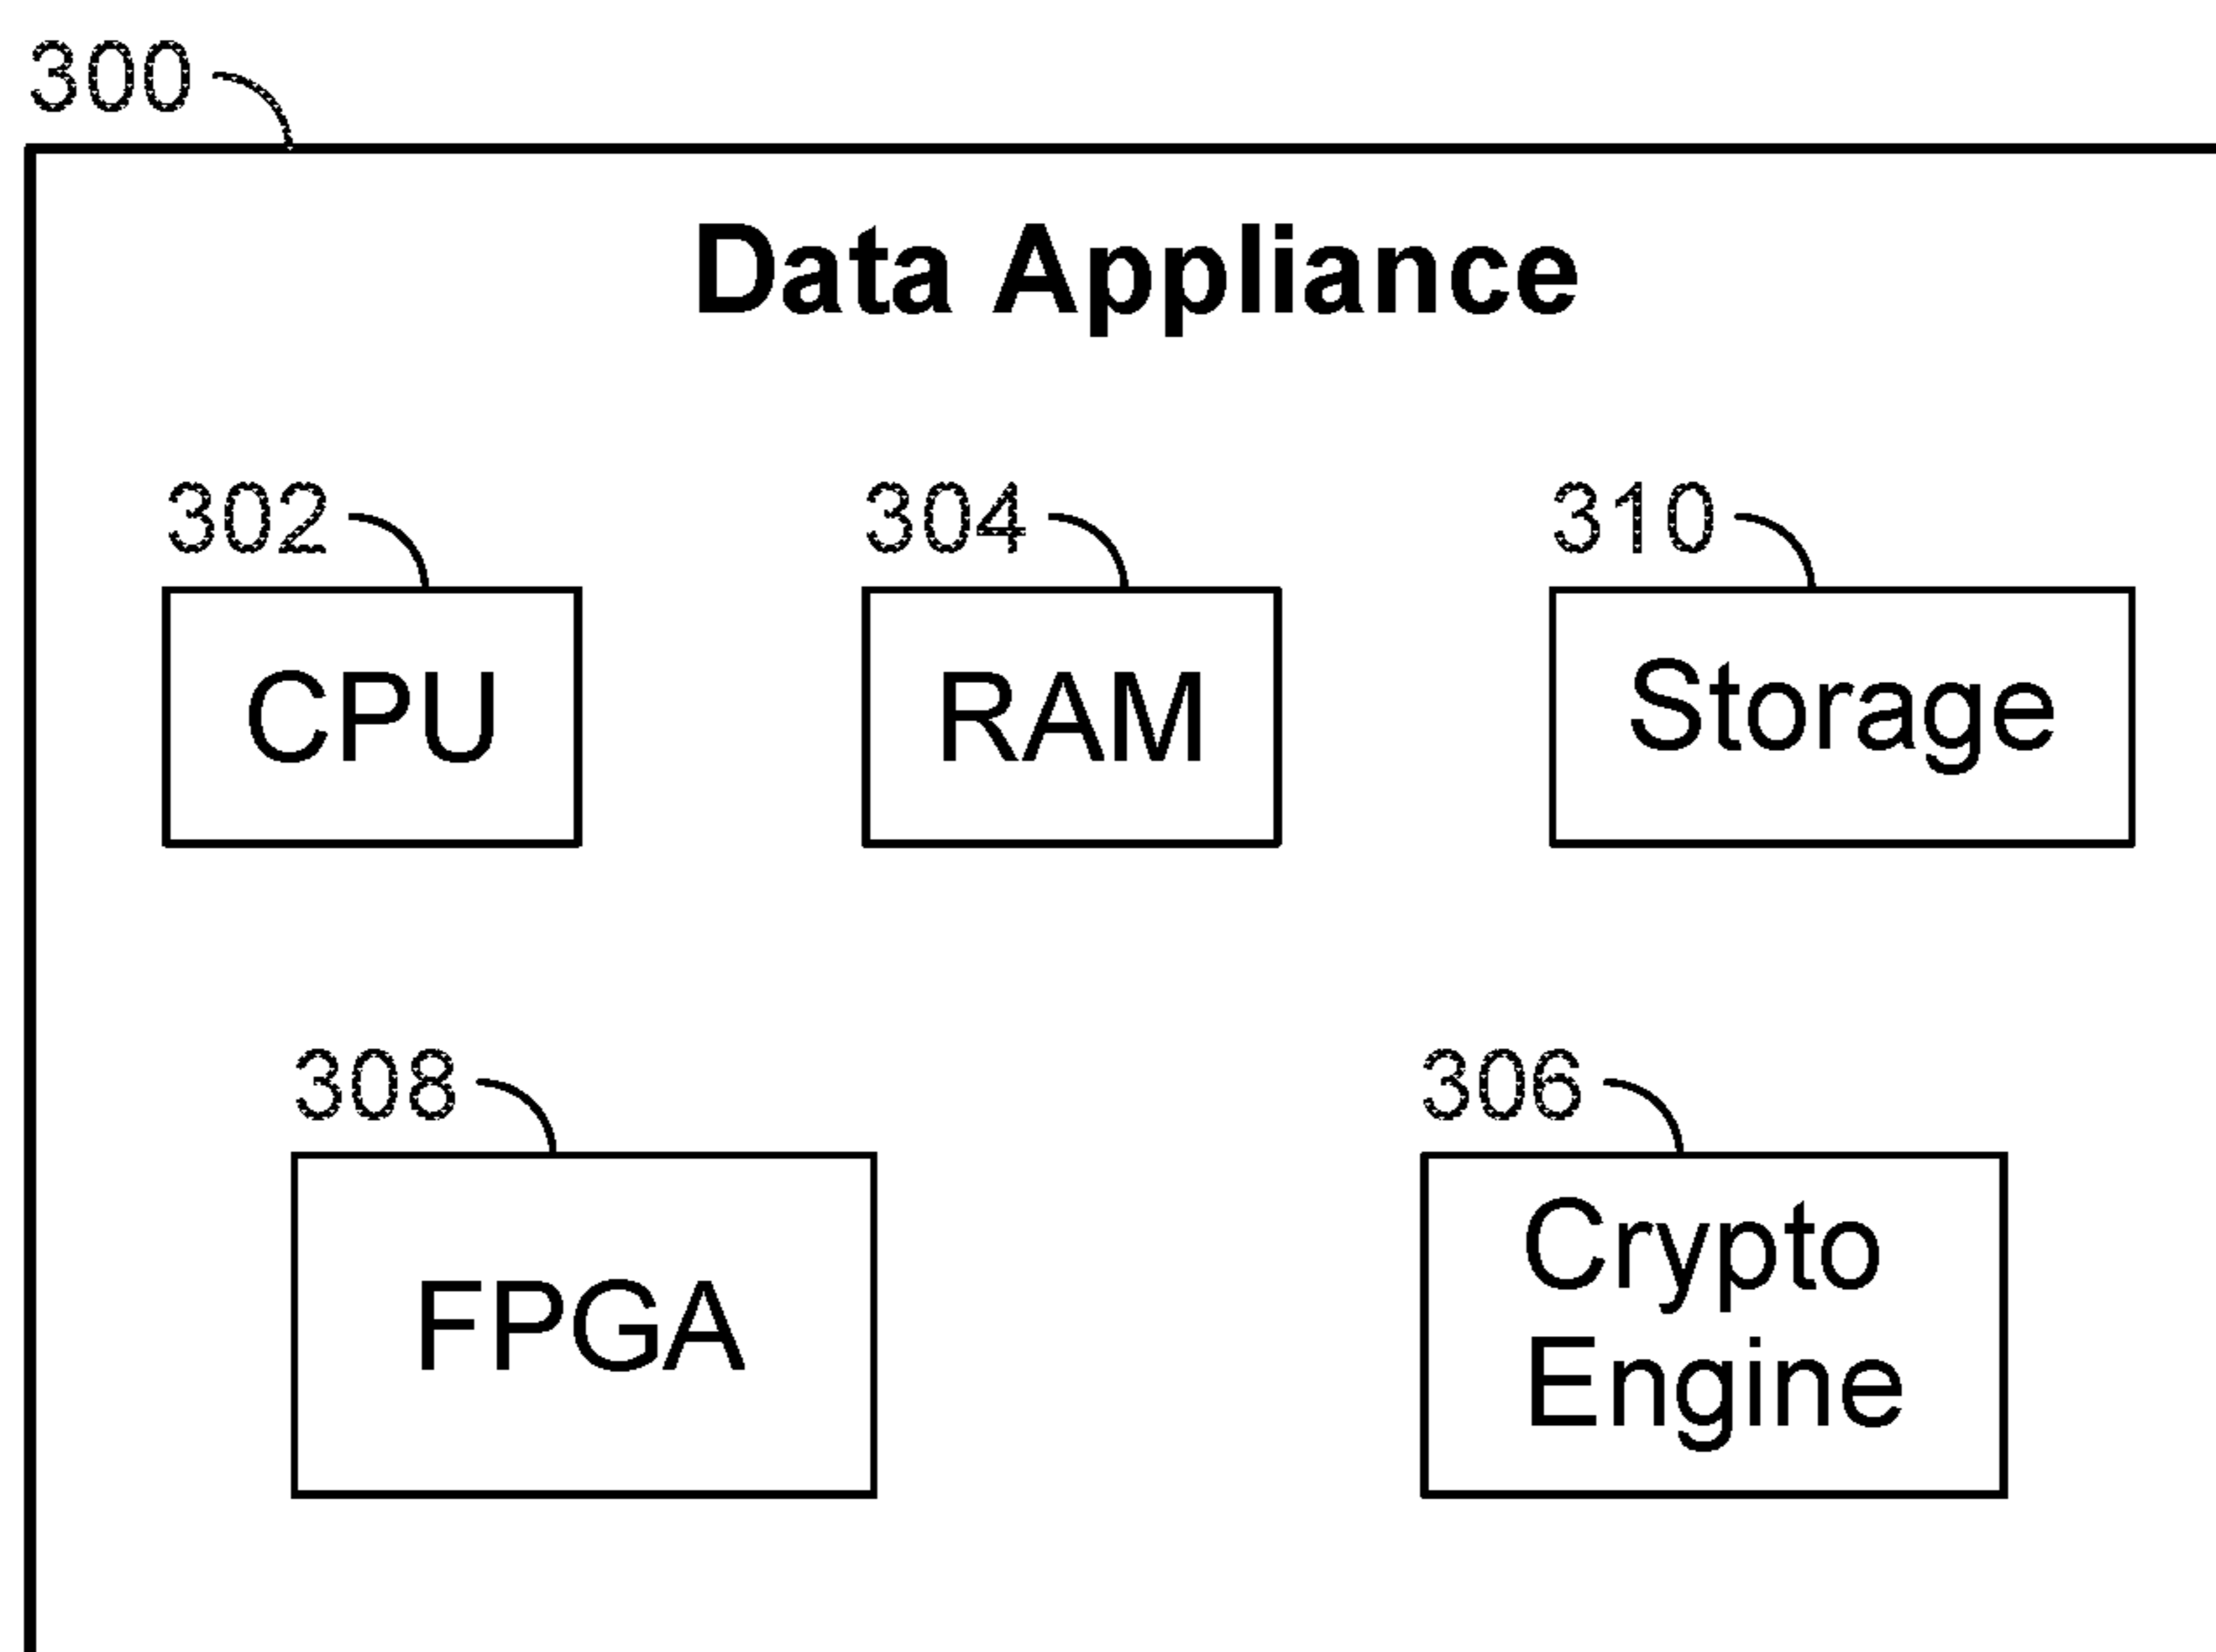 300
Data Appliance
302
304
310
CPU
RAM
Storage
308
306
FPGA
Crypto
Engine